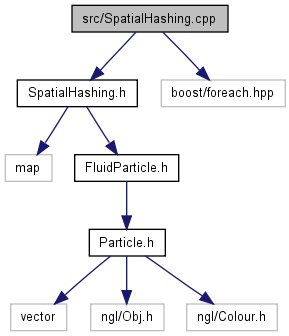 src/SpatialHashing.cpp
SpatialHashing.h
boost/foreach.hpp
map
FluidParticle.h
Particle.h
vector
ngl/Obj.h
ngl/Colour.h